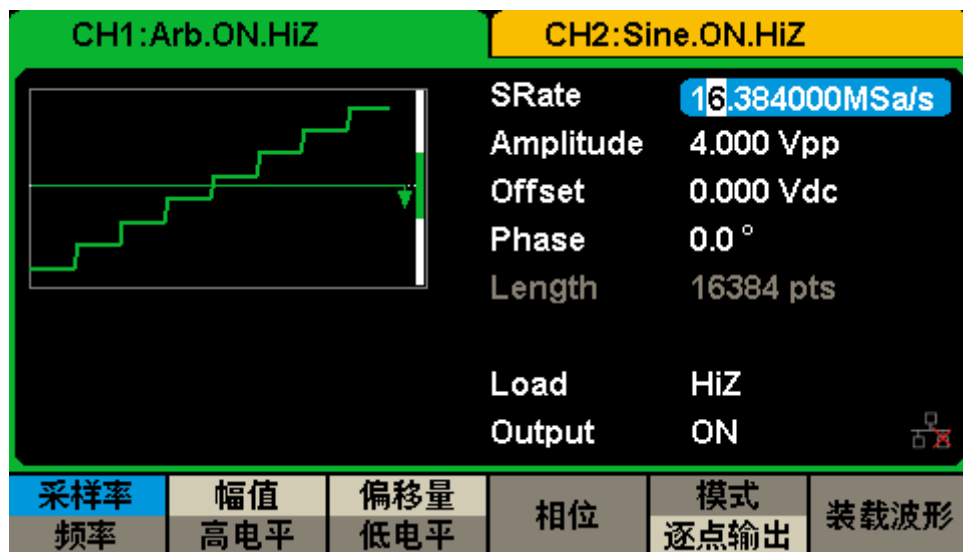 CH1:Arb.ON.HiZ
CH2:Sine.ON.HiZ
SRate 16.384000MSa/s
Amplitude 4.000 Vpp
Offset 0.000 Vdc
Phase 0.0 °
Length 16384 pts
Load HiZ
Output ON
采样率 幅值 偏移量 相位 模式 装载波形
频率 高电平 低电平 逐点输出